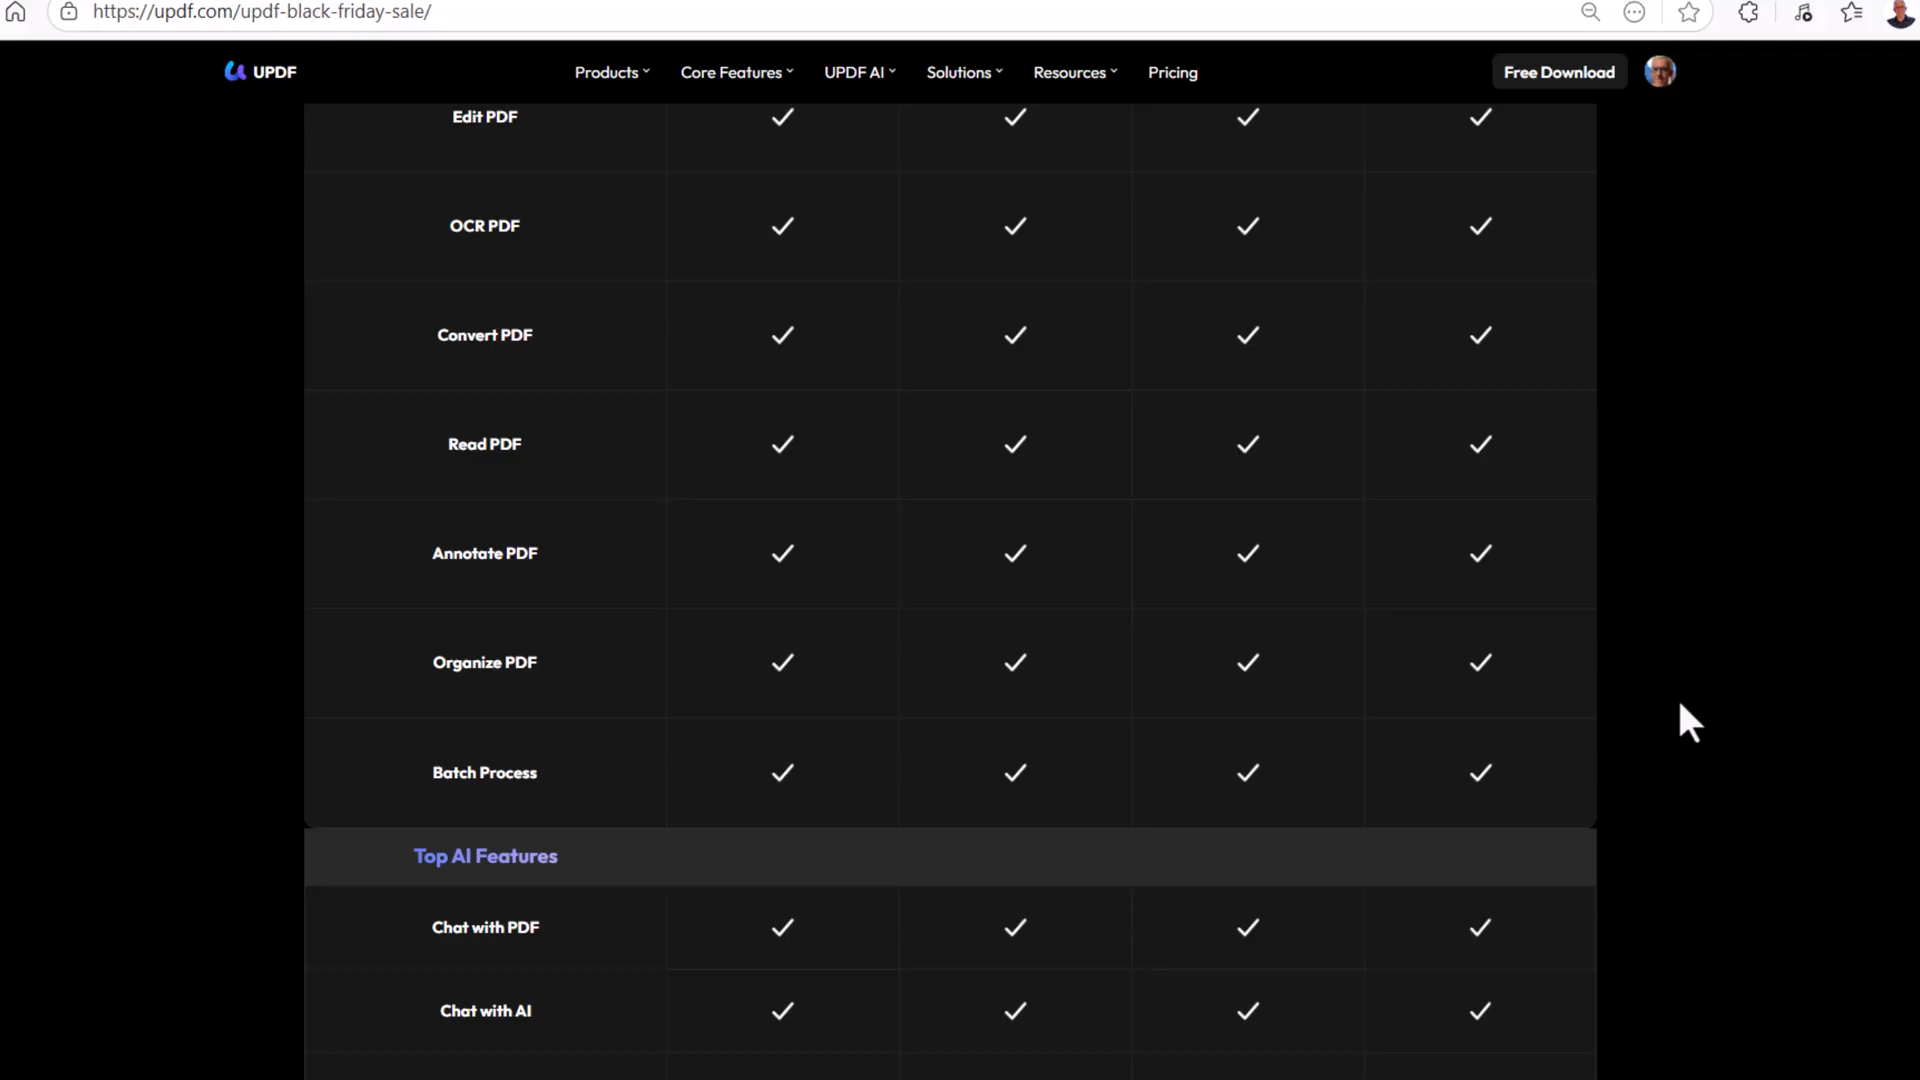 https://updf.com/updf-black-friday-sale/
UPDF
Products
Core Features
UPDF AI
Solutions
Resources
Pricing
Free Download
Edit PDF
OCR PDF
Convert PDF
Read PDF
Annotate PDF
Organize PDF
Batch Process
Top AI Features
Chat with PDF
Chat with AI